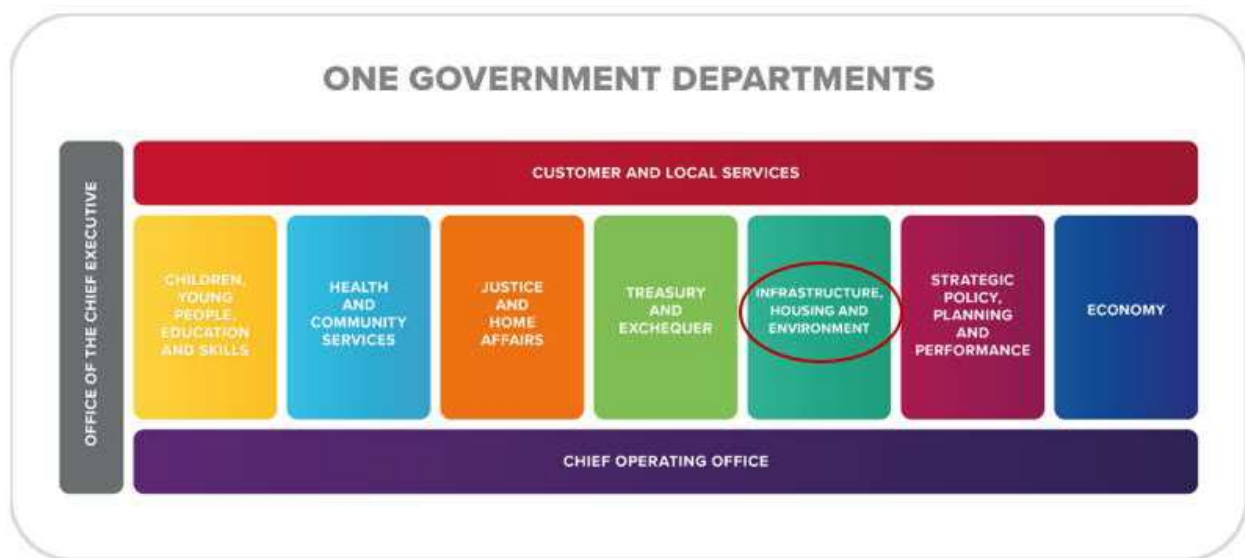 ONE GOVERNMENT DEPARTMENTS
OFFICE OF THE CHIEF EXECUTIVE
CUSTOMER AND LOCAL SERVICES
CHILDREN,
YOUNG
PEOPLE,
EDUCATION
AND SKILLS
HEALTH
AND
COMMUNITY
SERVICES
JUSTICE
AND
HOME
AFFAIRS
TREASURY
AND
EXCHEQUER
INFRASTRUCTURE,
HOUSING AND
ENVIRONMENT
STRATEGIC
POLICY,
PLANNING
AND
PERFORMANCE
ECONOMY
CHIEF OPERATING OFFICE